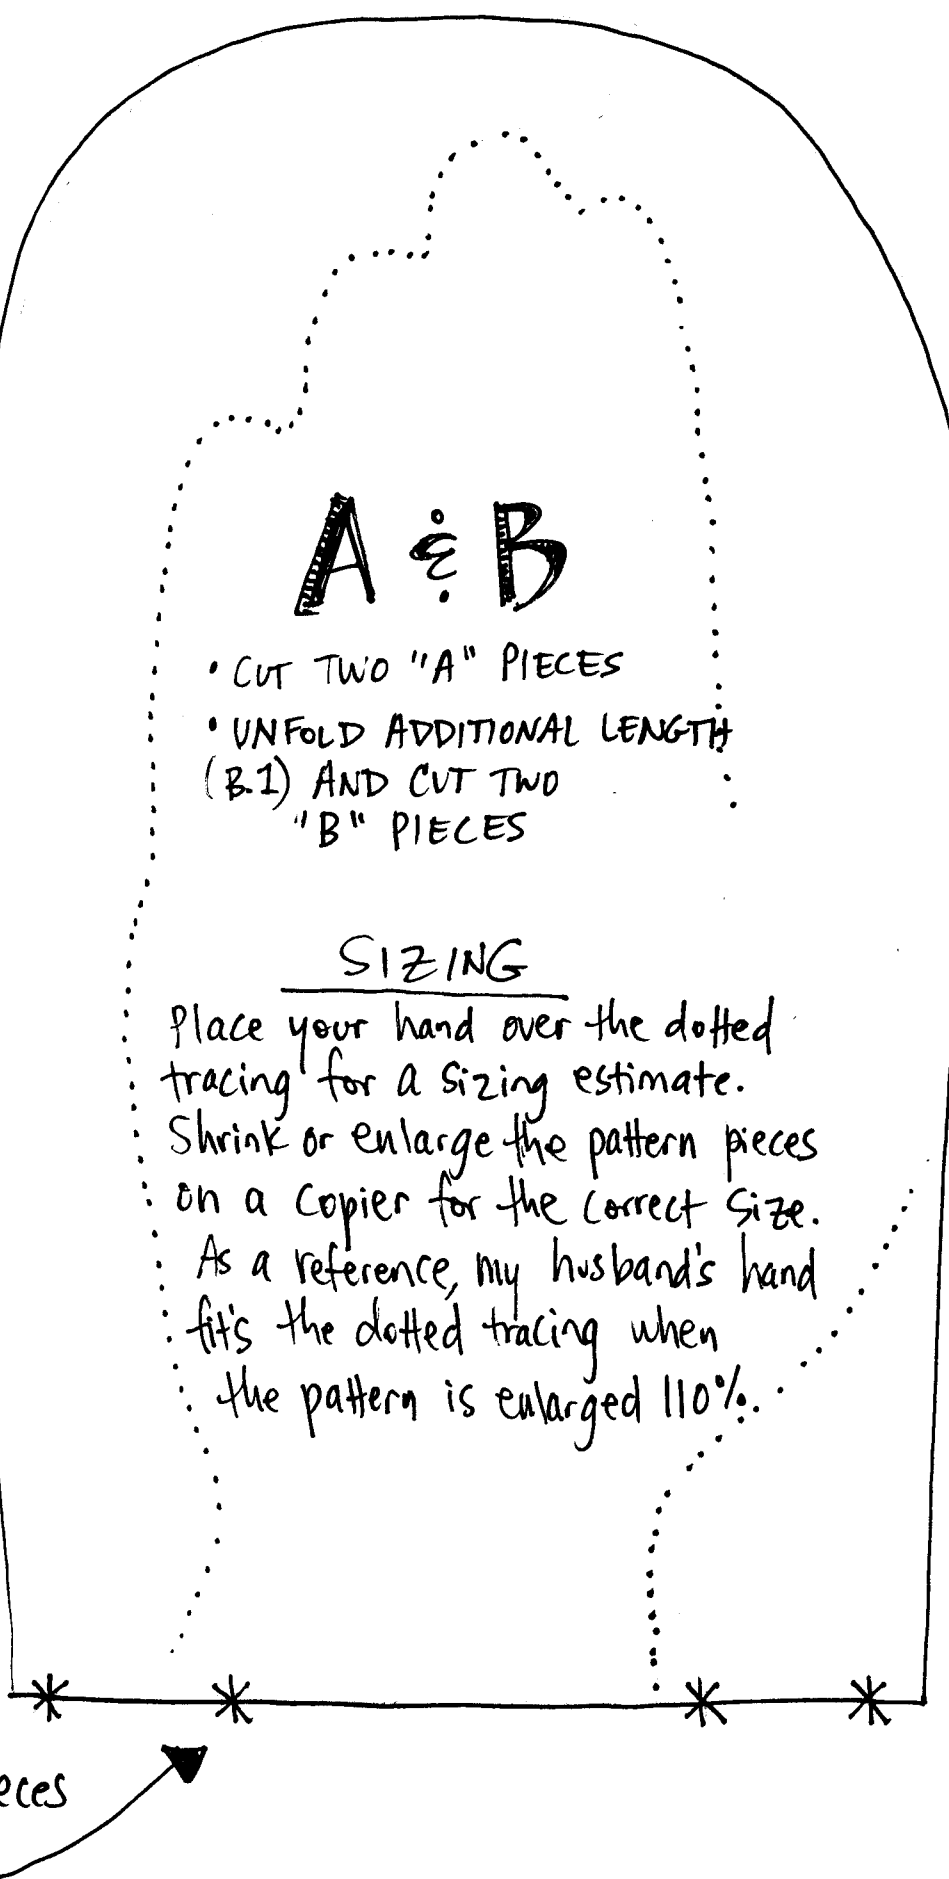 A & B
• CUT TWO "A" PIECES
• UNFOLD ADDITIONAL LENGTH
(B.1) AND CUT TWO
"B" PIECES
SIZING
Place your hand over the dotted
tracing for a sizing estimate.
Shrink or enlarge the pattern pieces
on a copier for the correct size.
As a reference, my husband's hand
fit's the dotted tracing when
the pattern is enlarged 110%.
eces